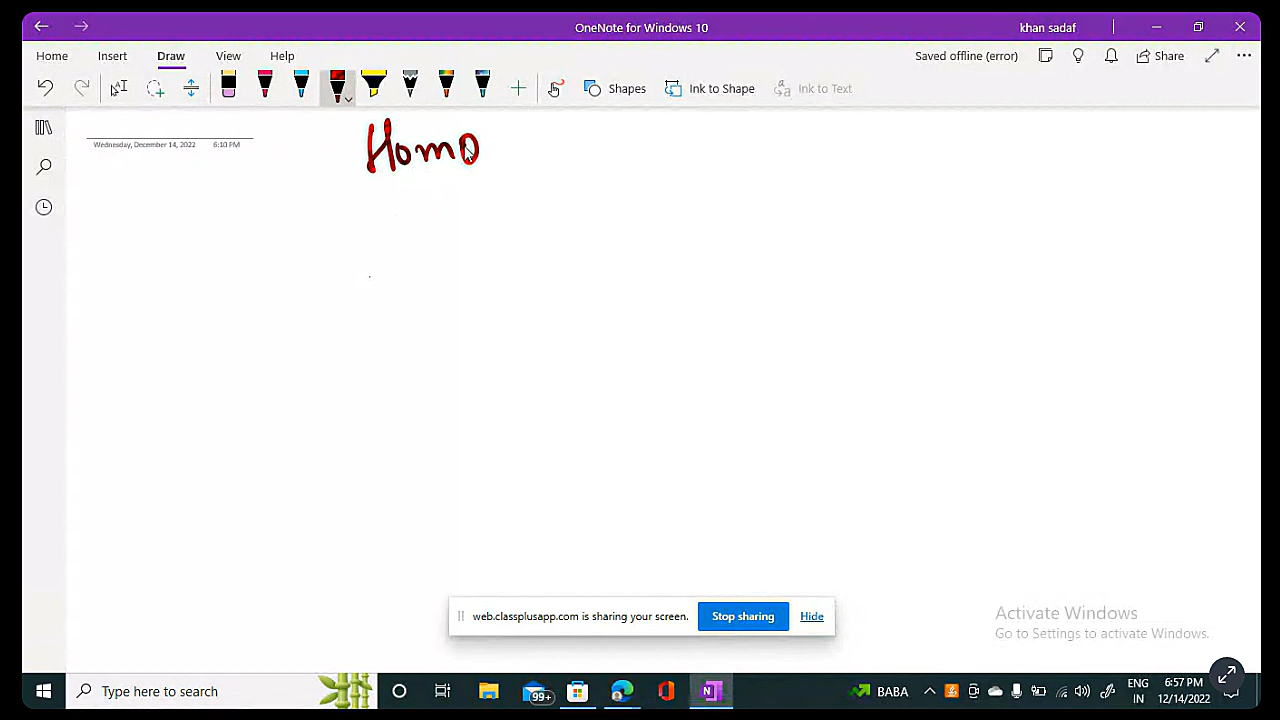 OneNote for Windows 10
khan sadaf
Home Insert Draw View Help
Saved offline (error)
Share
Shapes
Ink to Shape
Ink to Text
Wednesday, December 14, 2022 6:10 PM
Homo
web.classplusapp.com is sharing your screen.
Stop sharing
Hide
Activate Windows
Go to Settings to activate Windows.
Type here to search
99+
BABA
ENG
IN
6:57 PM
12/14/2022